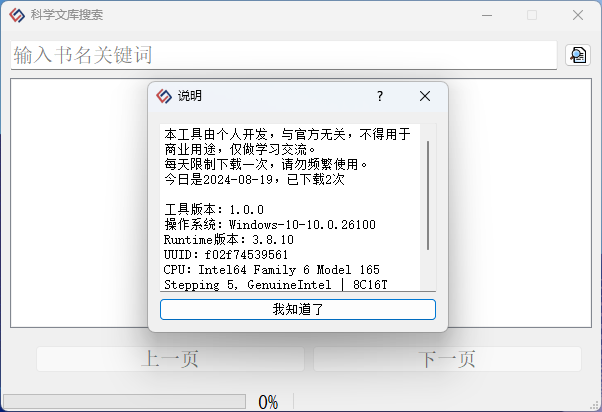 科学文库搜索
输入书名关键词
说明
?
本工具由个人开发，与官方无关，不得用于
商业用途，仅做学习交流。
每天限制下载一次，请勿频繁使用。
今日是2024-08-19，已下载2次
工具版本：1.0.0
操作系统：Windows-10-10.0.26100
Runtime版本：3.8.10
UUID：f02f74539561
CPU：Intel64 Family 6 Model 165
Stepping 5, GenuineIntel | 8C16T
我知道了
上一页
下一页
0%